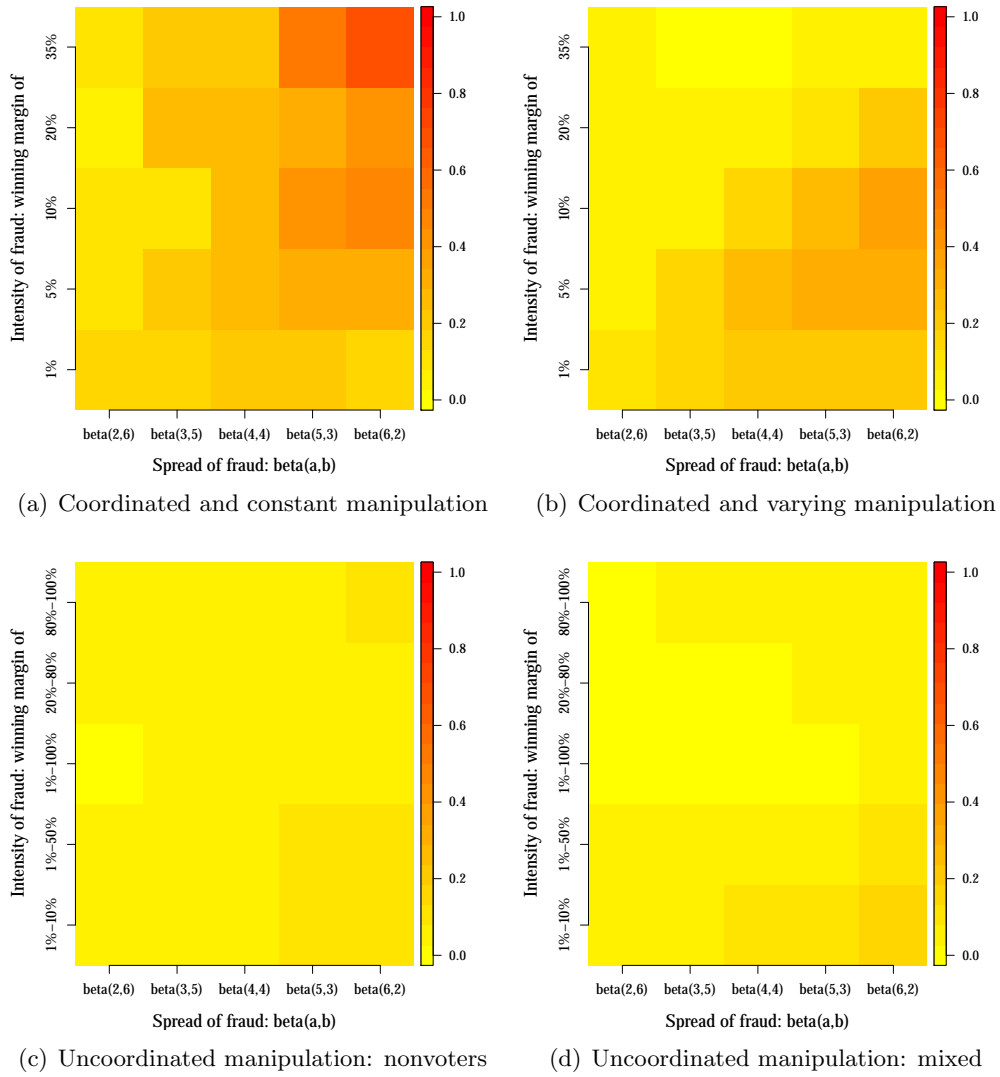 Intensity of fraud: winning margin of
35%
20%
10%
5%
1%
beta(2,6) beta(3,5) beta(4,4) beta(5,3) beta(6,2)
Spread of fraud: beta(a,b)
1.0
0.8
0.6
0.4
0.2
0.0
(a) Coordinated and constant manipulation
Intensity of fraud: winning margin of
35%
20%
10%
5%
1%
beta(2,6) beta(3,5) beta(4,4) beta(5,3) beta(6,2)
Spread of fraud: beta(a,b)
1.0
0.8
0.6
0.4
0.2
0.0
(b) Coordinated and varying manipulation
Intensity of fraud: winning margin of
80%−100%
20%−80%
1%−100%
1%−50%
1%−10%
beta(2,6) beta(3,5) beta(4,4) beta(5,3) beta(6,2)
Spread of fraud: beta(a,b)
1.0
0.8
0.6
0.4
0.2
0.0
(c) Uncoordinated manipulation: nonvoters
Intensity of fraud: winning margin of
80%−100%
20%−80%
1%−100%
1%−50%
1%−10%
beta(2,6) beta(3,5) beta(4,4) beta(5,3) beta(6,2)
Spread of fraud: beta(a,b)
1.0
0.8
0.6
0.4
0.2
0.0
(d) Uncoordinated manipulation: mixed